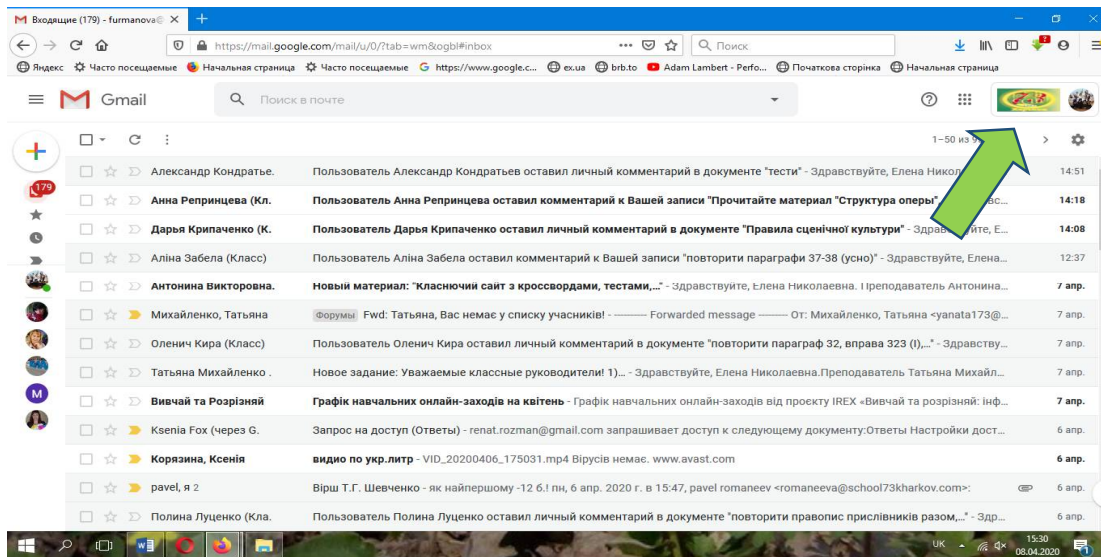 Входящие (179) - furmanova@
https://mail.google.com/mail/u/0/?tab=wm&ogbl#inbox
Поиск
Яндекс Часто посещаемые Начальная страница Часто посещаемые https://www.google.c... ex.ua brb.to Adam Lambert - Perfo... Початкова сторінка Начальная страница
Gmail
Поиск в почте
1–50 из
179
Александр Кондратье. Пользователь Александр Кондратьев оставил личный комментарий в документе "тести" - Здравствуйте, Елена 14:51
Анна Репринцева (Кл. Пользователь Анна Репринцева оставил комментарий к Вашей записи "Прочитайте материал "Структура оперы" 14:18
Дарья Крипаченко (К. Пользователь Дарья Крипаченко оставил личный комментарий в документе "Правила сценічної культури" - Е... 14:08
Аліна Забела (Класс) Пользователь Аліна Забела оставил комментарий к Вашей записи "повторити параграфи 37-38 (усно)" - Здравствуйте, Елена... 12:37
Антонина Викторовна. Новый материал: "Класнючий сайт з кроссвордами, тестами,..." - Здравствуйте, Елена Николаевна. Преподаватель Антонина... 7 апр.
Михайленко, Татьяна Форумы Fwd: Татьяна, Вас немає у списку учасників! - ---------- Forwarded message --------- От: Михайленко, Татьяна <yanata173@... 7 апр.
Оленич Кира (Класс) Пользователь Оленич Кира оставил личный комментарий в документе "повторити параграф 32, вправа 323 (І),..." - Здравству... 7 апр.
Татьяна Михайленко . Новое задание: Уважаемые классные руководители! 1)... - Здравствуйте, Елена Николаевна.Преподаватель Татьяна Михайл... 7 апр.
М
Вивчай та Розрізняй Графік навчальних онлайн-заходів на квітень - Графік навчальних онлайн-заходів від проєкту IREX «Вивчай та розрізняй: інф... 7 апр.
Ksenia Fox (через G. Запрос на доступ (Ответы) - renat.rozman@gmail.com запрашивает доступ к следующему документу:Ответы Настройки дост... 6 апр.
Корязина, Ксенія видио по укр.литр - VID_20200406_175031.mp4 Вірусів немає. www.avast.com 6 апр.
pavel, я 2 Вірш Т.Г. Шевченко - як найпершому -12 б.! пн, 6 апр. 2020 г. в 15:47, pavel romaneev <romaneeva@school73kharkov.com>: 6 апр.
Полина Луценко (Кла. Пользователь Полина Луценко оставил личный комментарий в документе "повторити правопис прислівників разом,..." - Здр... 6 апр.
UK 15:30
08.04.2020